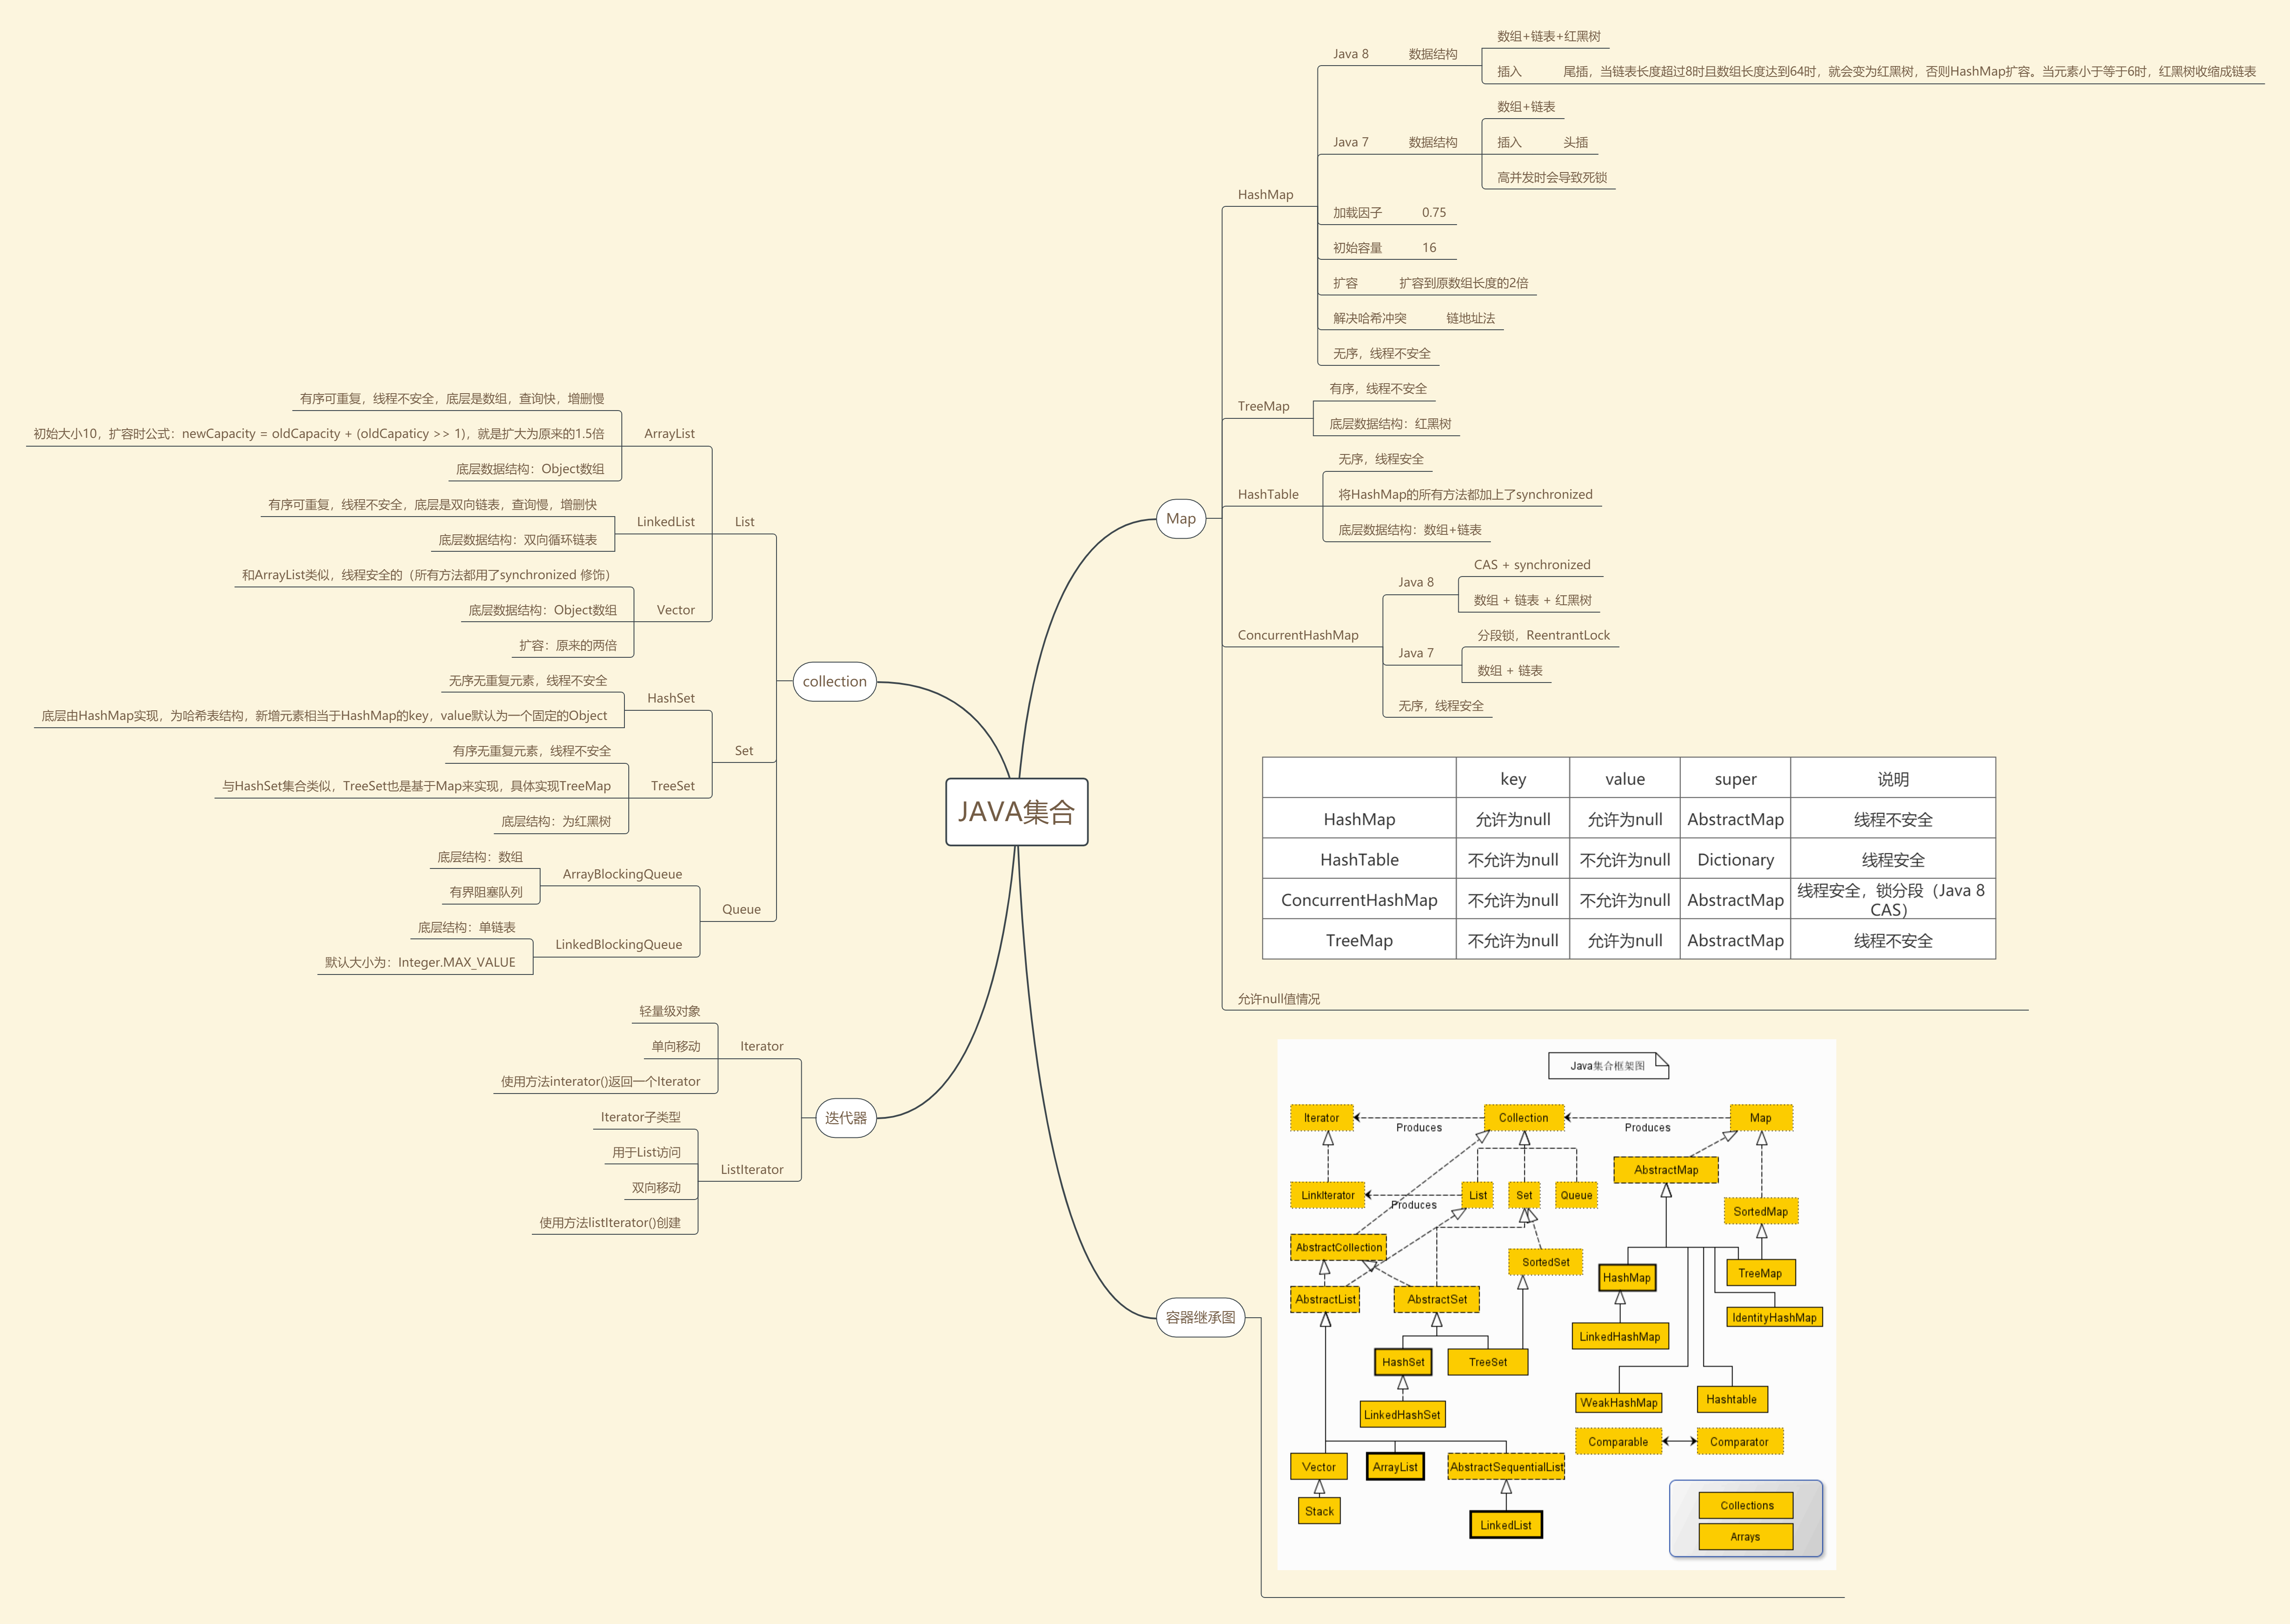 JAVA集合
Map
HashMap
Java 8
数据结构
数组+链表+红黑树
插入
尾插，当链表长度超过8时且数组长度达到64时，就会变为红黑树，否则HashMap扩容。当元素小于等于6时，红黑树收缩成链表
Java 7
数据结构
数组+链表
插入
头插
高并发时会导致死锁
加载因子
0.75
初始容量
16
扩容
扩容到原数组长度的2倍
解决哈希冲突
链地址法
无序，线程不安全
TreeMap
有序，线程不安全
底层数据结构：红黑树
HashTable
无序，线程安全
将HashMap的所有方法都加上了synchronized
底层数据结构：数组+链表
ConcurrentHashMap
Java 8
CAS + synchronized
数组 + 链表 + 红黑树
Java 7
分段锁，ReentrantLock
数组 + 链表
无序，线程安全
key value super 说明
HashMap 允许为null 允许为null AbstractMap 线程不安全
HashTable 不允许为null 不允许为null Dictionary 线程安全
ConcurrentHashMap 不允许为null 不允许为null AbstractMap 线程安全，锁分段（Java 8
CAS）
TreeMap 不允许为null 允许为null AbstractMap 线程不安全
允许null值情况
collection
List
ArrayList
有序可重复，线程不安全，底层是数组，查询快，增删慢
初始大小10，扩容时公式：newCapacity = oldCapacity + (oldCapaticy >> 1)，就是扩大为原来的1.5倍
底层数据结构：Object数组
LinkedList
有序可重复，线程不安全，底层是双向链表，查询慢，增删快
底层数据结构：双向循环链表
Vector
和ArrayList类似，线程安全的（所有方法都用了synchronized 修饰）
底层数据结构：Object数组
扩容：原来的两倍
Set
HashSet
无序无重复元素，线程不安全
底层由HashMap实现，为哈希表结构，新增元素相当于HashMap的key，value默认为一个固定的Object
TreeSet
有序无重复元素，线程不安全
与HashSet集合类似，TreeSet也是基于Map来实现，具体实现TreeMap
底层结构：为红黑树
Queue
ArrayBlockingQueue
底层结构：数组
有界阻塞队列
LinkedBlockingQueue
底层结构：单链表
默认大小为：Integer.MAX_VALUE
迭代器
Iterator
轻量级对象
单向移动
使用方法interator()返回一个Iterator
ListIterator
Iterator子类型
用于List访问
双向移动
使用方法listIterator()创建
容器继承图
Java集合框架图
Iterator
Produces
Collection
Produces
Map
AbstractMap
LinkIterator
Produces
List
Set
Queue
SortedMap
AbstractCollection
SortedSet
HashMap
TreeMap
AbstractList
AbstractSet
IdentityHashMap
LinkedHashMap
HashSet
TreeSet
WeakHashMap
Hashtable
LinkedHashSet
Comparable
Comparator
Vector
ArrayList
AbstractSequentialList
Stack
LinkedList
Collections
Arrays